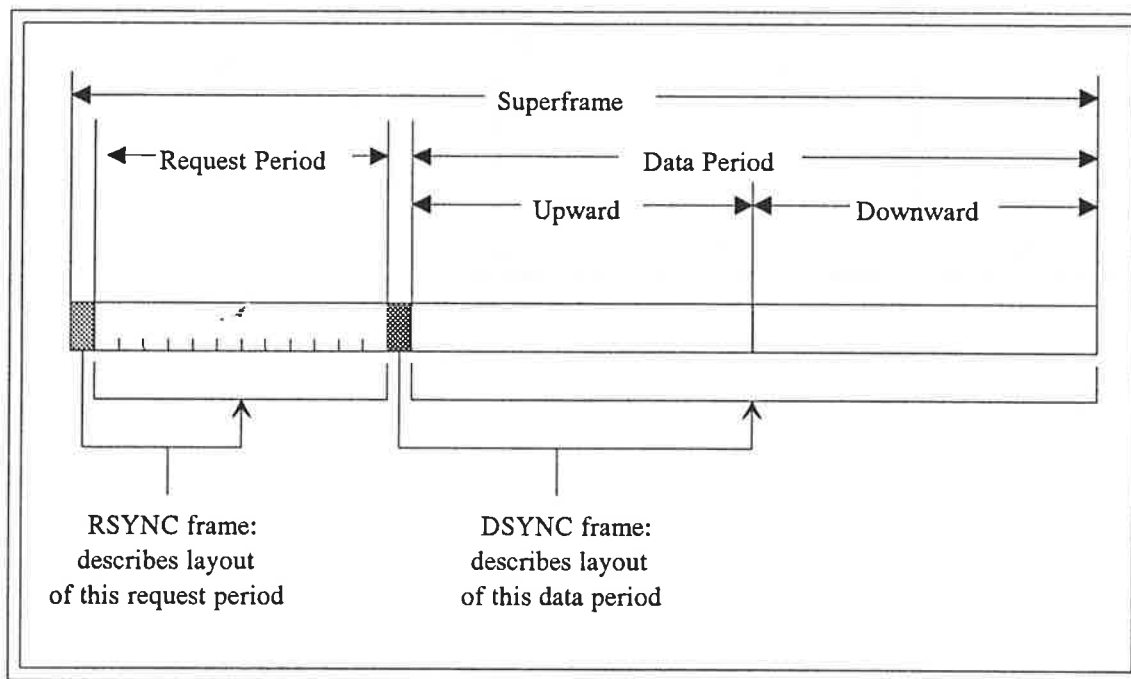 Superframe
Request Period
Data Period
Upward
Downward
RSYNC frame:
describes layout
of this request period
DSYNC frame:
describes layout
of this data period